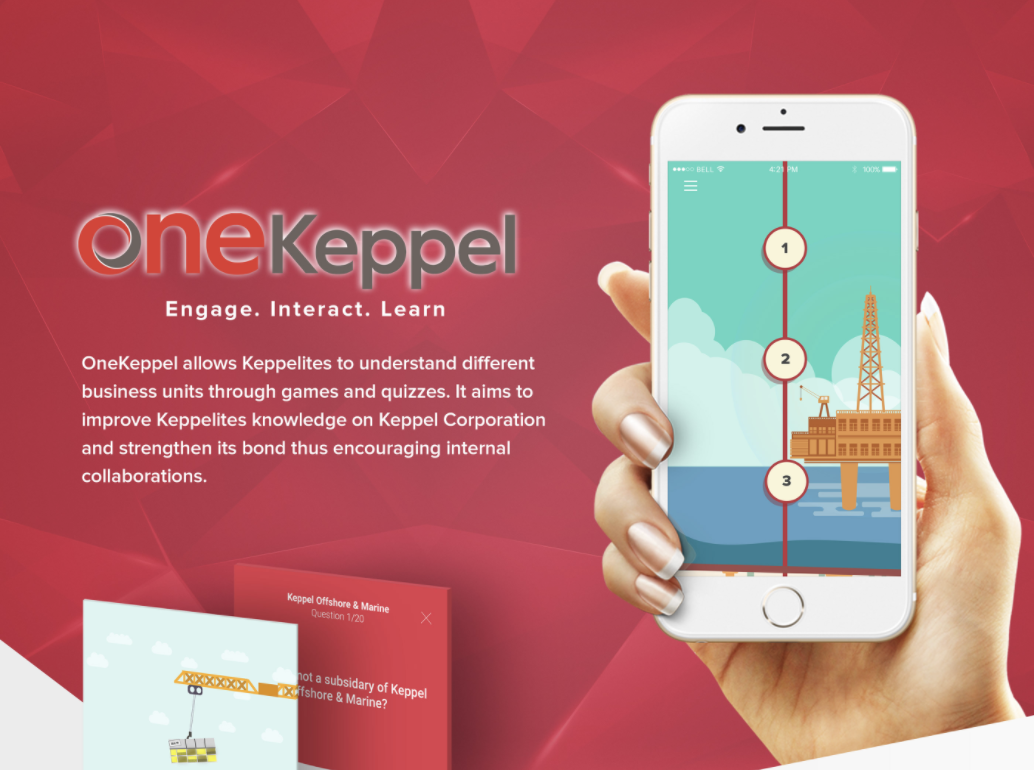 oneKeppel
Engage. Interact. Learn
OneKeppel allows Keppelites to understand different
business units through games and quizzes. It aims to
improve Keppelites knowledge on Keppel Corporation
and strengthen its bond thus encouraging internal
collaborations.
BELL 4:21 PM 100%
1
2
3
Keppel Offshore & Marine
Question 1/20
not a subsidary of Keppel
ffshore & Marine?